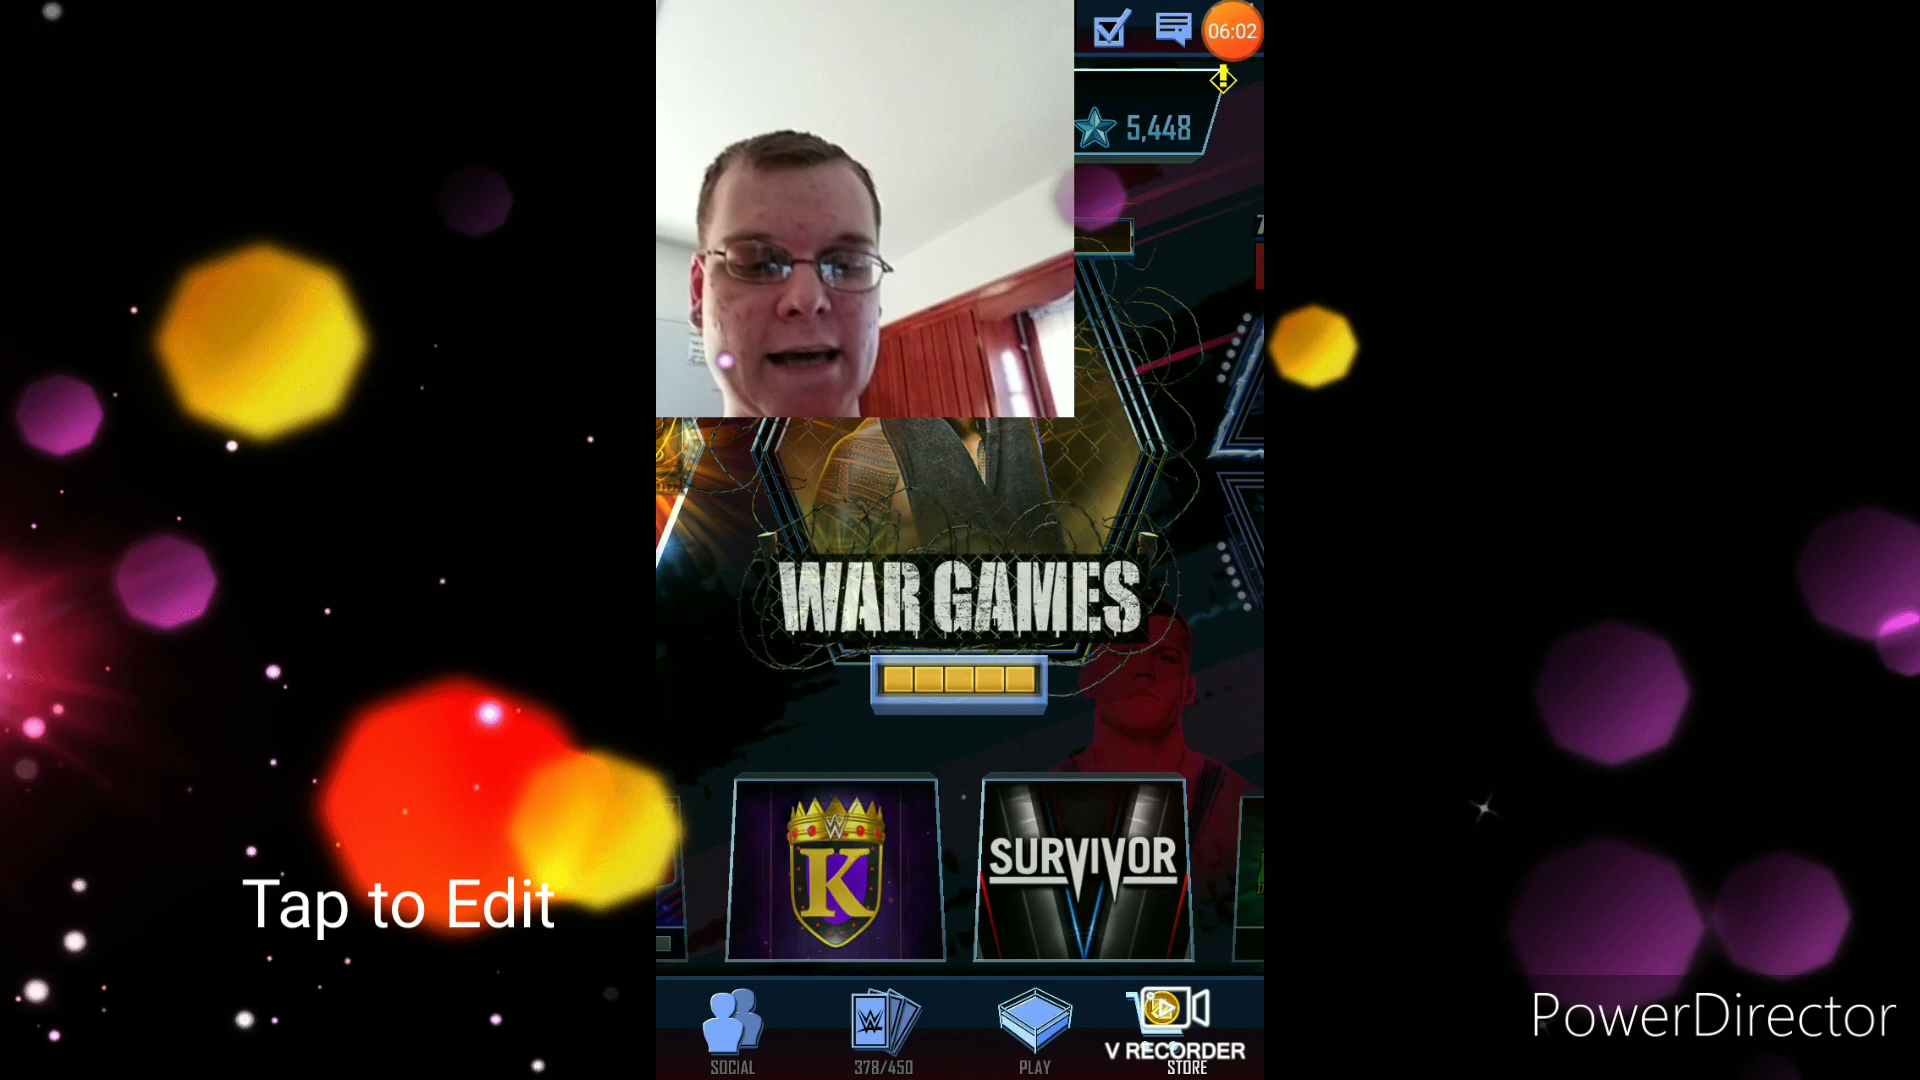 06:02
5,448
WAR GAMES
W
K
SURVIVOR
Tap to Edit
PowerDirector
V RECORDER
SOCIAL
378/450
PLAY
STORE